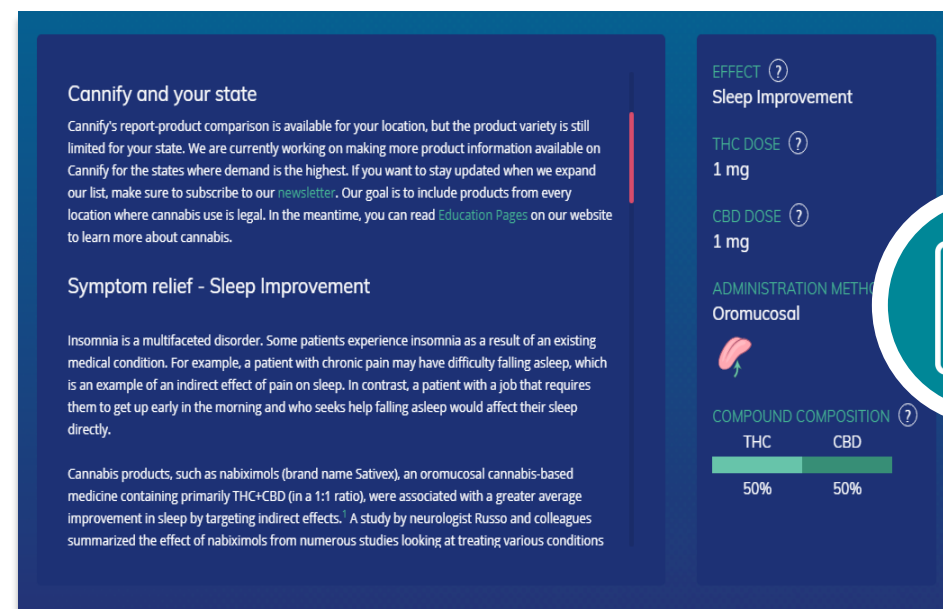 Cannify and your state
Cannify's report-product comparison is available for your location, but the product variety is still
limited for your state. We are currently working on making more product information available on
Cannify for the states where demand is the highest. If you want to stay updated when we expand
our list, make sure to subscribe to our newsletter. Our goal is to include products from every
location where cannabis use is legal. In the meantime, you can read Education Pages on our website
to learn more about cannabis.
Symptom relief - Sleep Improvement
Insomnia is a multifaceted disorder. Some patients experience insomnia as a result of an existing
medical condition. For example, a patient with chronic pain may have difficulty falling asleep, which
is an example of an indirect effect of pain on sleep. In contrast, a patient with a job that requires
them to get up early in the morning and who seeks help falling asleep would affect their sleep
directly.
Cannabis products, such as nabiximols (brand name Sativex), an oromucosal cannabis-based
medicine containing primarily THC+CBD (in a 1:1 ratio), were associated with a greater average
improvement in sleep by targeting indirect effects.1 A study by neurologist Russo and colleagues
summarized the effect of nabiximols from numerous studies looking at treating various conditions
EFFECT ?
Sleep Improvement
THC DOSE ?
1 mg
CBD DOSE ?
1 mg
ADMINISTRATION
Oromucosal
COMPOUND COMPOSITION ?
THC CBD
50% 50%